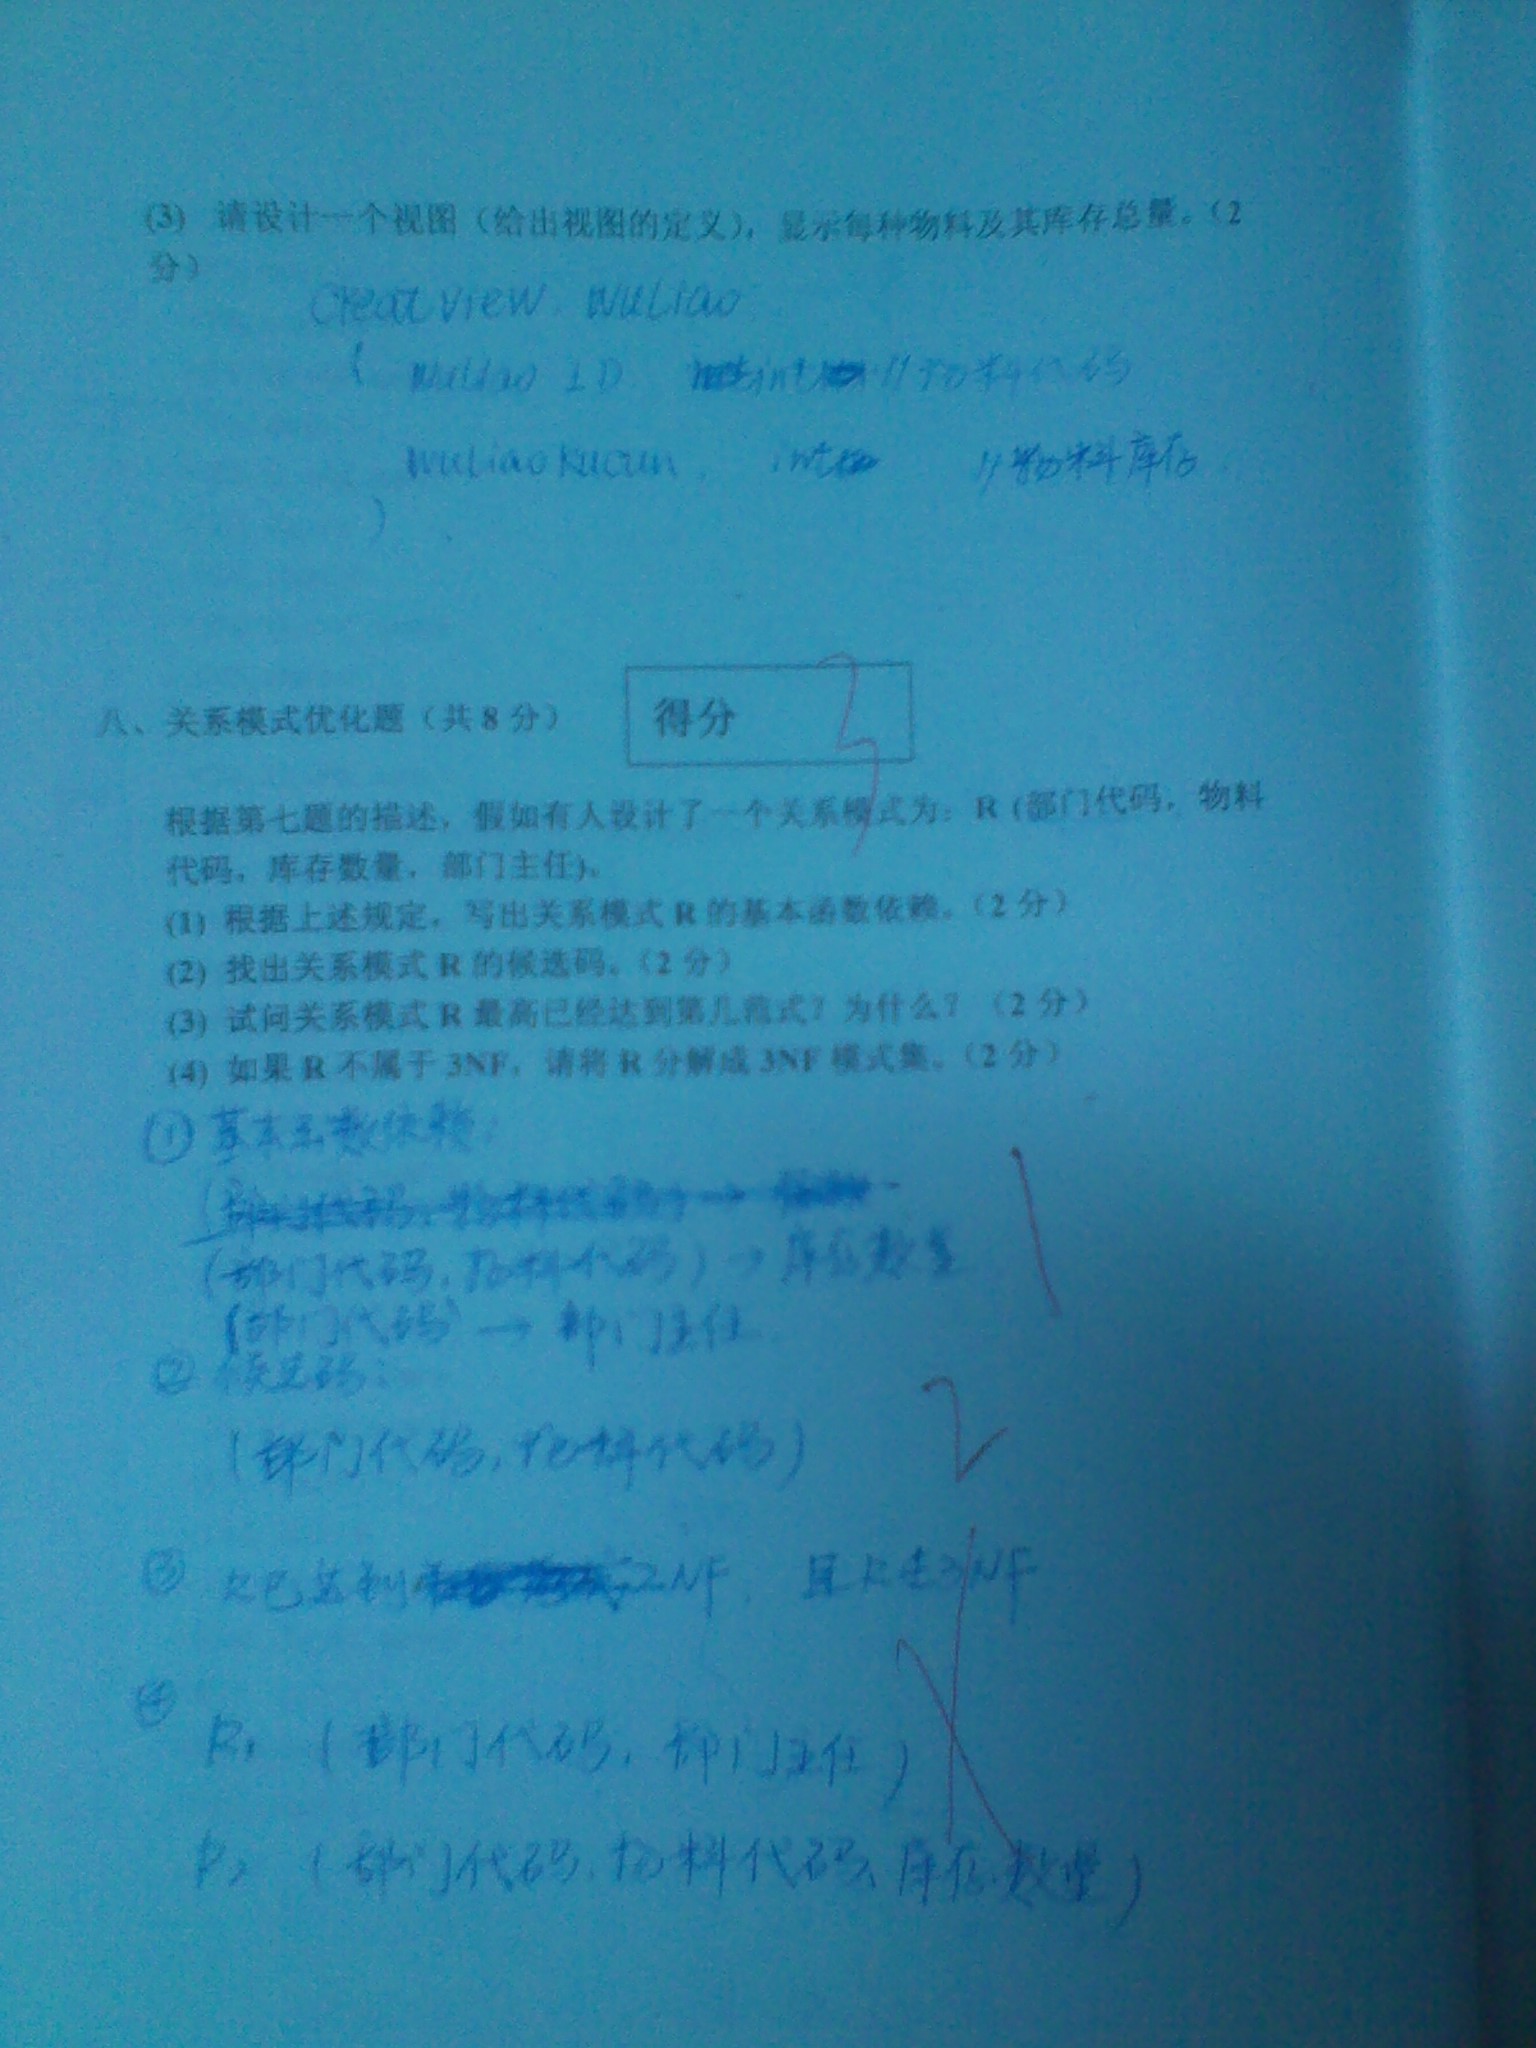 (3) 请设计一个视图（给出视图的定义），显示每种物料及其库存总量。（2
分）
Creat view wuliao
( wuliao ID int // 物料代码
wuliaokucun int // 物料库存
)
八、关系模式优化题（共 8 分） 得分 3
根据第七题的描述，假如有人设计了一个关系模式为：R (部门代码，物料
代码，库存数量，部门主任)。
(1) 根据上述规定，写出关系模式 R 的基本函数依赖。（2 分）
(2) 找出关系模式 R 的候选码。（2 分）
(3) 试问关系模式 R 最高已经达到第几范式？为什么？（2 分）
(4) 如果 R 不属于 3NF，请将 R 分解成 3NF 模式集。（2 分）
① 基本函数依赖：
(部门代码，物料代码) → 库存数量 1
(部门代码) → 部门主任
② 候选码：
(部门代码，物料代码) 2
③ R已达到 2NF. 且R 3NF
④
R1 (部门代码，部门主任)
R2 (部门代码，物料代码，库存数量)